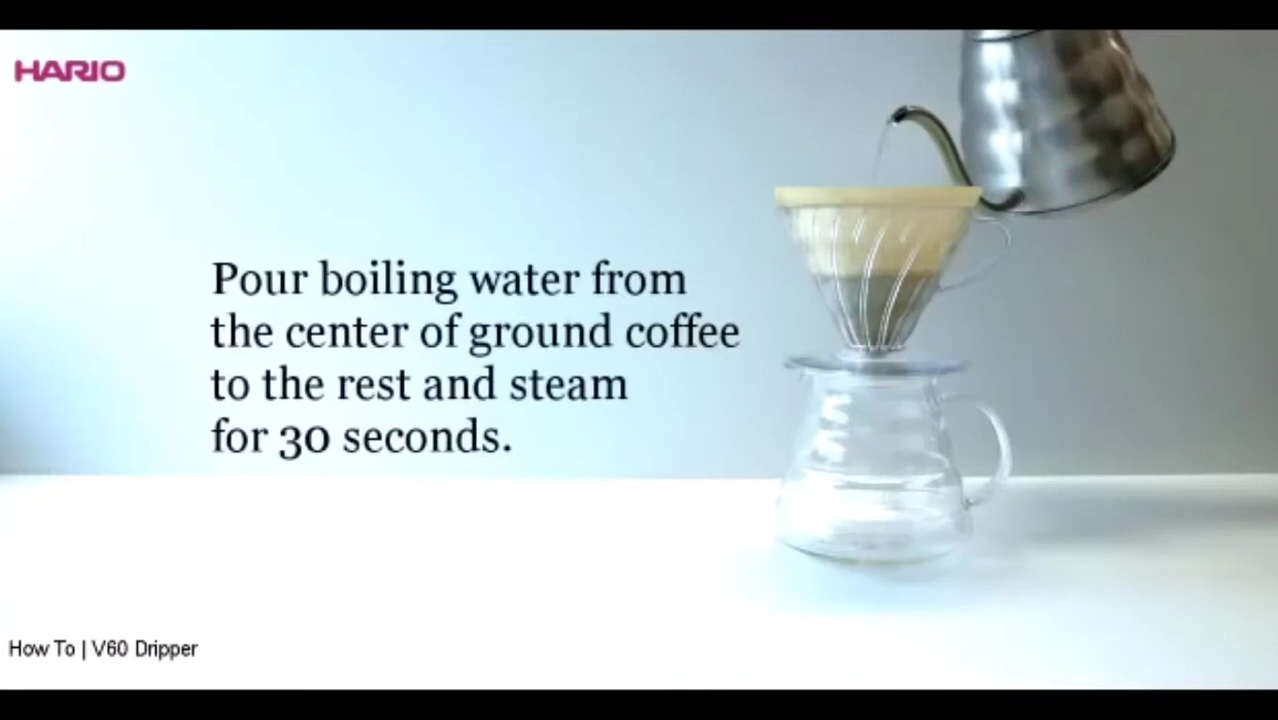 HARIO
Pour boiling water from
the center of ground coffee
to the rest and steam
for 30 seconds.
How To | V60 Dripper